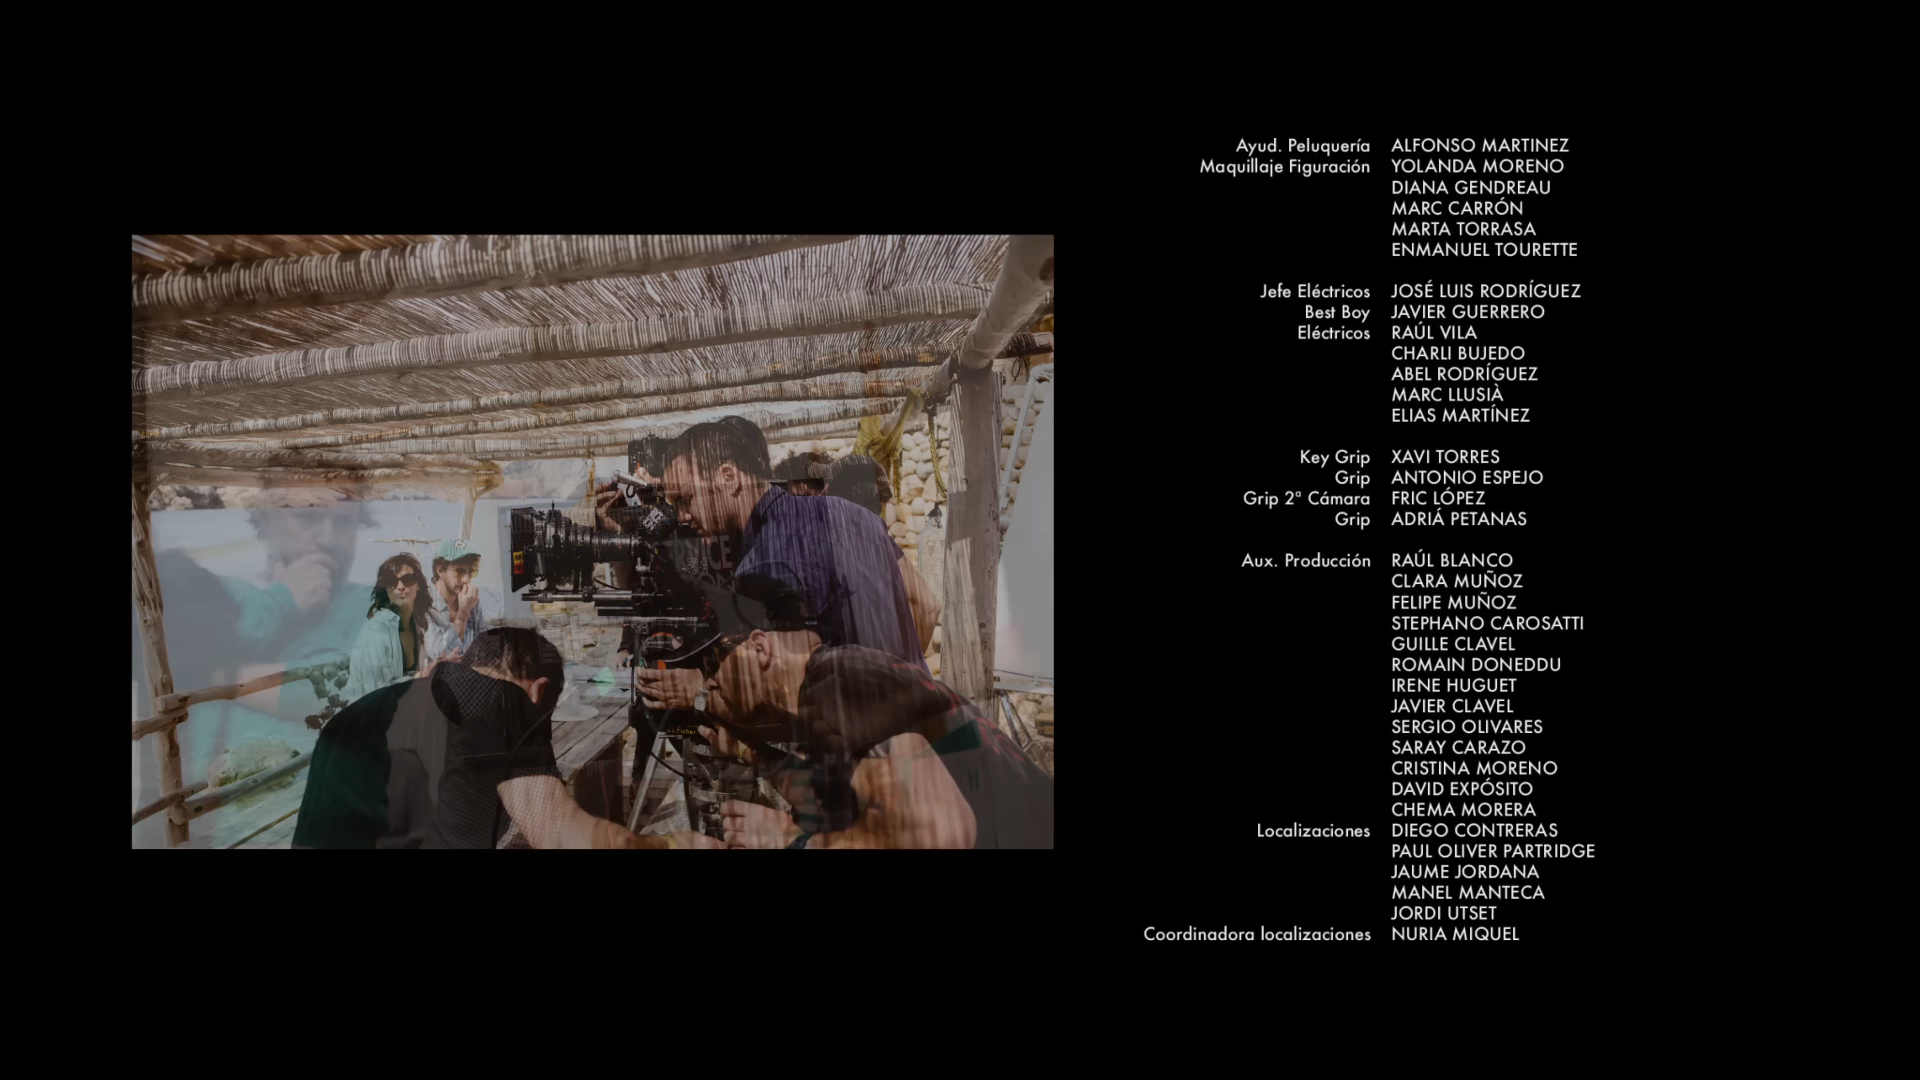 Ayud. Peluquería ALFONSO MARTINEZ
Maquillaje Figuración YOLANDA MORENO
DIANA GENDREAU
MARC CARRÓN
MARTA TORRASA
ENMANUEL TOURETTE
Jefe Eléctricos JOSÉ LUIS RODRÍGUEZ
Best Boy JAVIER GUERRERO
Eléctricos RAÚL VILA
CHARLI BUJEDO
ABEL RODRÍGUEZ
MARC LLUSIÀ
ELIAS MARTÍNEZ
Key Grip XAVI TORRES
Grip ANTONIO ESPEJO
Grip 2ª Cámara FRIC LÓPEZ
Grip ADRIÁ PETANAS
Aux. Producción RAÚL BLANCO
CLARA MUÑOZ
FELIPE MUÑOZ
STEPHANO CAROSATTI
GUILLE CLAVEL
ROMAIN DONEDDU
IRENE HUGUET
JAVIER CLAVEL
SERGIO OLIVARES
SARAY CARAZO
CRISTINA MORENO
DAVID EXPÓSITO
CHEMA MORERA
Localizaciones DIEGO CONTRERAS
PAUL OLIVER PARTRIDGE
JAUME JORDANA
MANEL MANTECA
JORDI UTSET
Coordinadora localizaciones NURIA MIQUEL